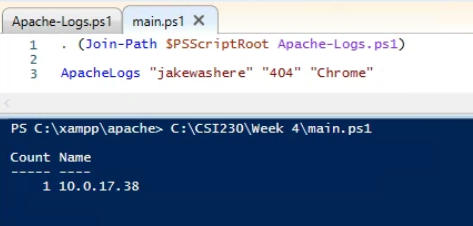 Apache-Logs.ps1 main.ps1 X
1 . (Join-Path $PSScriptRoot Apache-Logs.ps1)
2
3 ApacheLogs "jakewashere" "404" "Chrome"
PS C:\xampp\apache> C:\CSI230\Week 4\main.ps1
Count Name
----- ----
1 10.0.17.38